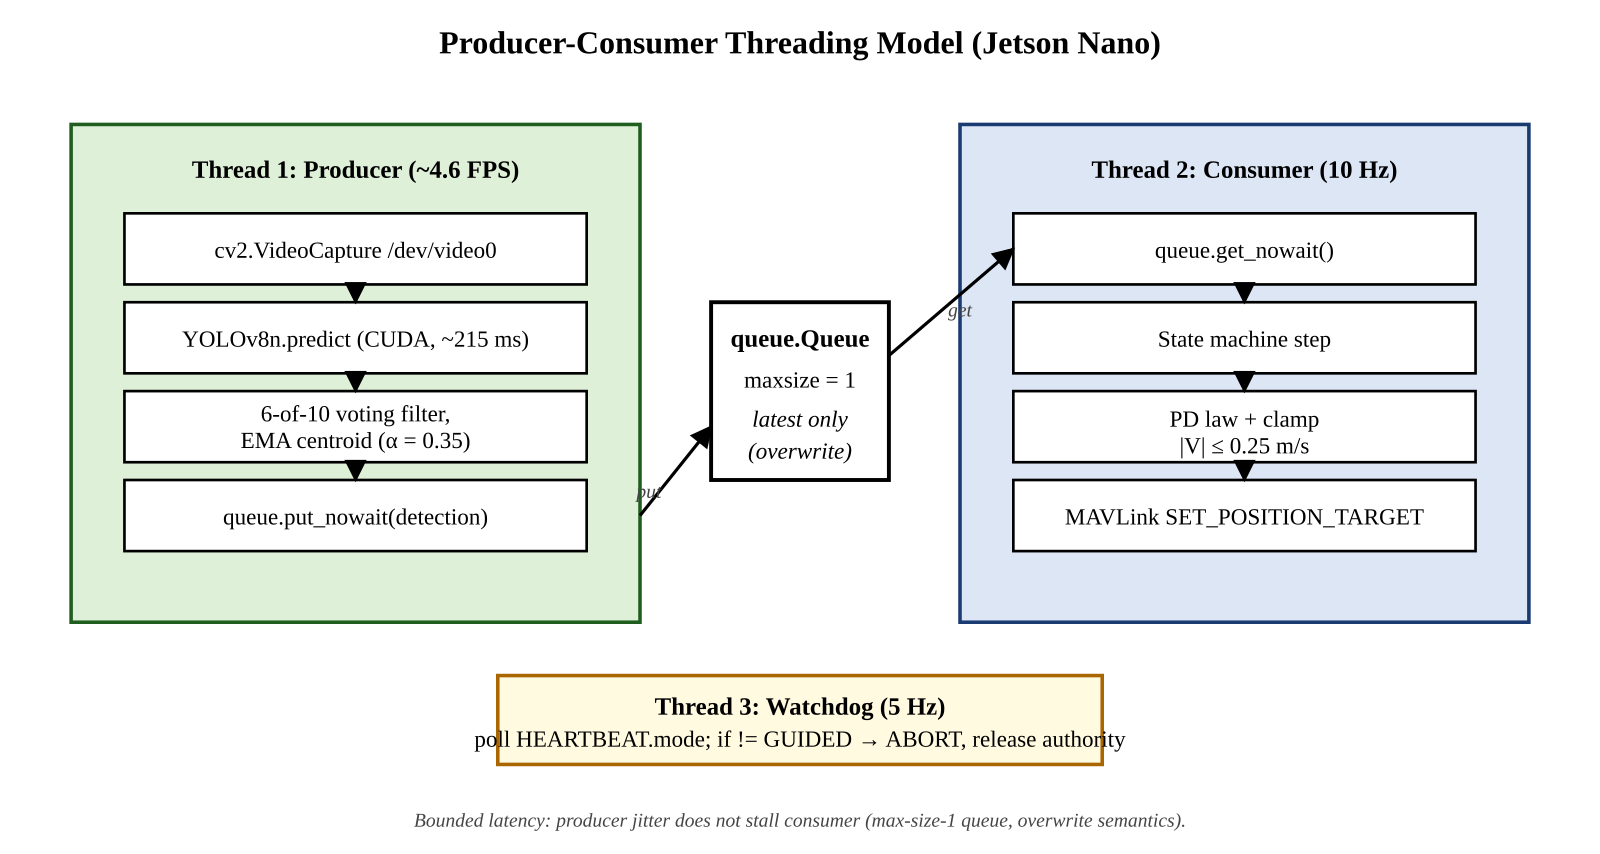 Producer-Consumer Threading Model (Jetson Nano)
Thread 1: Producer (~4.6 FPS)
cv2.VideoCapture /dev/video0
YOLOv8n.predict (CUDA, ~215 ms)
6-of-10 voting filter,
EMA centroid (α = 0.35)
queue.put_nowait(detection)
put
queue.Queue
maxsize = 1
latest only
(overwrite)
get
Thread 2: Consumer (10 Hz)
queue.get_nowait()
State machine step
PD law + clamp
|V| ≤ 0.25 m/s
MAVLink SET_POSITION_TARGET
Thread 3: Watchdog (5 Hz)
poll HEARTBEAT.mode; if != GUIDED → ABORT, release authority
Bounded latency: producer jitter does not stall consumer (max-size-1 queue, overwrite semantics).